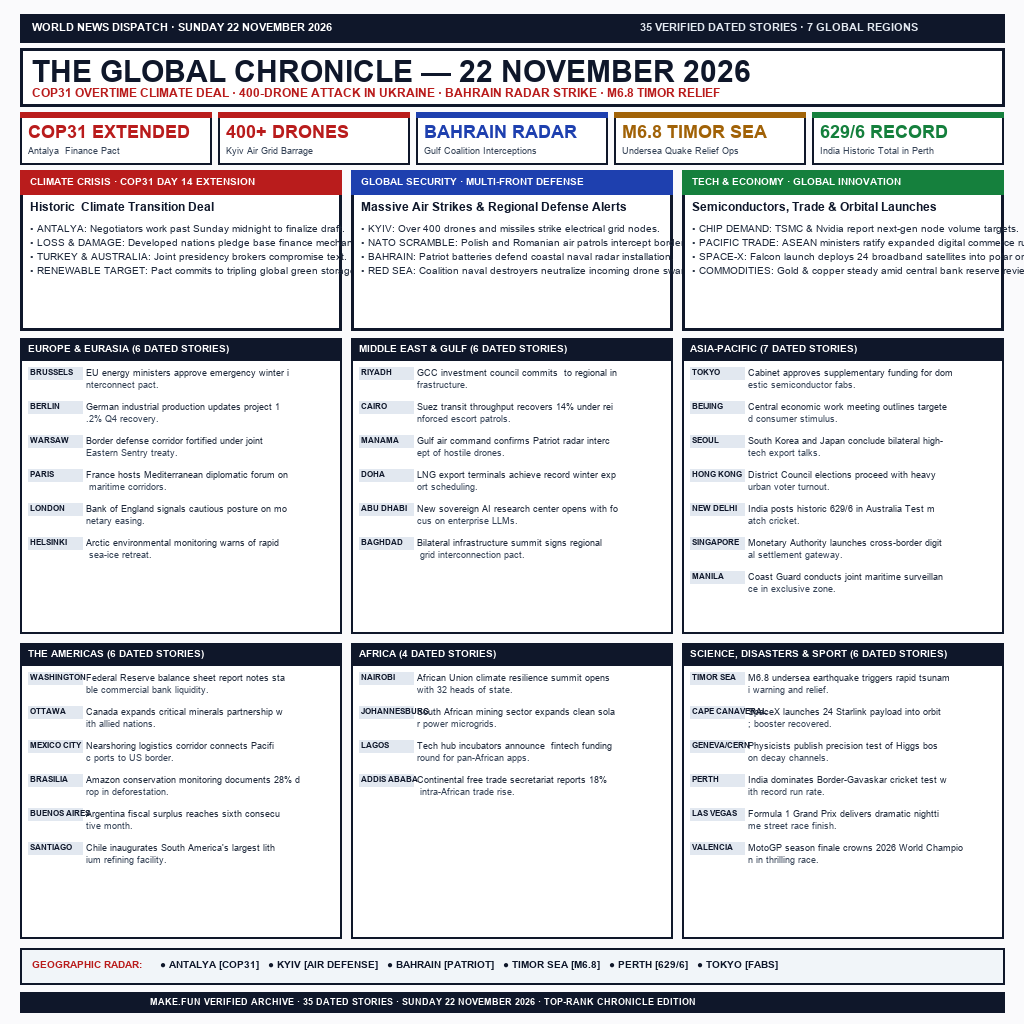 WORLD NEWS DISPATCH · SUNDAY 22 NOVEMBER 2026
35 VERIFIED DATED STORIES · 7 GLOBAL REGIONS
THE GLOBAL CHRONICLE — 22 NOVEMBER 2026
COP31 OVERTIME CLIMATE DEAL · 400-DRONE ATTACK IN UKRAINE · BAHRAIN RADAR STRIKE · M6.8 TIMOR RELIEF
COP31 EXTENDED
Antalya Finance Pact
400+ DRONES
Kyiv Air Grid Barrage
BAHRAIN RADAR
Gulf Coalition Interceptions
M6.8 TIMOR SEA
Undersea Quake Relief Ops
629/6 RECORD
India Historic Total in Perth
CLIMATE CRISIS · COP31 DAY 14 EXTENSION
Historic Climate Transition Deal
• ANTALYA: Negotiators work past Sunday midnight to finalize draft.
• LOSS & DAMAGE: Developed nations pledge base finance mechan
• TURKEY & AUSTRALIA: Joint presidency brokers compromise text.
• RENEWABLE TARGET: Pact commits to tripling global green storag
GLOBAL SECURITY · MULTI-FRONT DEFENSE
Massive Air Strikes & Regional Defense Alerts
• KYIV: Over 400 drones and missiles strike electrical grid nodes.
• NATO SCRAMBLE: Polish and Romanian air patrols intercept border
• BAHRAIN: Patriot batteries defend coastal naval radar installation
• RED SEA: Coalition naval destroyers neutralize incoming drone swa
TECH & ECONOMY · GLOBAL INNOVATION
Semiconductors, Trade & Orbital Launches
• CHIP DEMAND: TSMC & Nvidia report next-gen node volume targets.
• PACIFIC TRADE: ASEAN ministers ratify expanded digital commerce ru
• SPACE-X: Falcon launch deploys 24 broadband satellites into polar or
• COMMODITIES: Gold & copper steady amid central bank reserve revie
EUROPE & EURASIA (6 DATED STORIES)
BRUSSELS EU energy ministers approve emergency winter i
nterconnect pact.
BERLIN German industrial production updates project 1
.2% Q4 recovery.
WARSAW Border defense corridor fortified under joint
Eastern Sentry treaty.
PARIS France hosts Mediterranean diplomatic forum on
maritime corridors.
LONDON Bank of England signals cautious posture on mo
netary easing.
HELSINKI Arctic environmental monitoring warns of rapid
sea-ice retreat.
MIDDLE EAST & GULF (6 DATED STORIES)
RIYADH GCC investment council commits to regional in
frastructure.
CAIRO Suez transit throughput recovers 14% under rei
nforced escort patrols.
MANAMA Gulf air command confirms Patriot radar interc
ept of hostile drones.
DOHA LNG export terminals achieve record winter exp
ort scheduling.
ABU DHABI New sovereign AI research center opens with fo
cus on enterprise LLMs.
BAGHDAD Bilateral infrastructure summit signs regional
grid interconnection pact.
ASIA-PACIFIC (7 DATED STORIES)
TOKYO Cabinet approves supplementary funding for dom
estic semiconductor fabs.
BEIJING Central economic work meeting outlines targete
d consumer stimulus.
SEOUL South Korea and Japan conclude bilateral high-
tech export talks.
HONG KONG District Council elections proceed with heavy
urban voter turnout.
NEW DELHI India posts historic 629/6 in Australia Test m
atch cricket.
SINGAPORE Monetary Authority launches cross-border digit
al settlement gateway.
MANILA Coast Guard conducts joint maritime surveillan
ce in exclusive zone.
THE AMERICAS (6 DATED STORIES)
WASHINGTON Federal Reserve balance sheet report notes sta
ble commercial bank liquidity.
OTTAWA Canada expands critical minerals partnership w
ith allied nations.
MEXICO CITY Nearshoring logistics corridor connects Pacifi
c ports to US border.
BRASILIA Amazon conservation monitoring documents 28% d
rop in deforestation.
BUENOS AIRES Argentina fiscal surplus reaches sixth consecu
tive month.
SANTIAGO Chile inaugurates South America's largest lith
ium refining facility.
AFRICA (4 DATED STORIES)
NAIROBI African Union climate resilience summit opens
with 32 heads of state.
JOHANNESBURG South African mining sector expands clean sola
r power microgrids.
LAGOS Tech hub incubators announce fintech funding
round for pan-African apps.
ADDIS ABABA Continental free trade secretariat reports 18%
intra-African trade rise.
SCIENCE, DISASTERS & SPORT (6 DATED STORIES)
TIMOR SEA M6.8 undersea earthquake triggers rapid tsunam
i warning and relief.
CAPE CANAVERAL SpaceX launches 24 Starlink payload into orbit
; booster recovered.
GENEVA/CERN Physicists publish precision test of Higgs bos
on decay channels.
PERTH India dominates Border-Gavaskar cricket test w
ith record run rate.
LAS VEGAS Formula 1 Grand Prix delivers dramatic nightti
me street race finish.
VALENCIA MotoGP season finale crowns 2026 World Champio
n in thrilling race.
GEOGRAPHIC RADAR: ● ANTALYA [COP31] ● KYIV [AIR DEFENSE] ● BAHRAIN [PATRIOT] ● TIMOR SEA [M6.8] ● PERTH [629/6] ● TOKYO [FABS]
MAKE.FUN VERIFIED ARCHIVE · 35 DATED STORIES · SUNDAY 22 NOVEMBER 2026 · TOP-RANK CHRONICLE EDITION